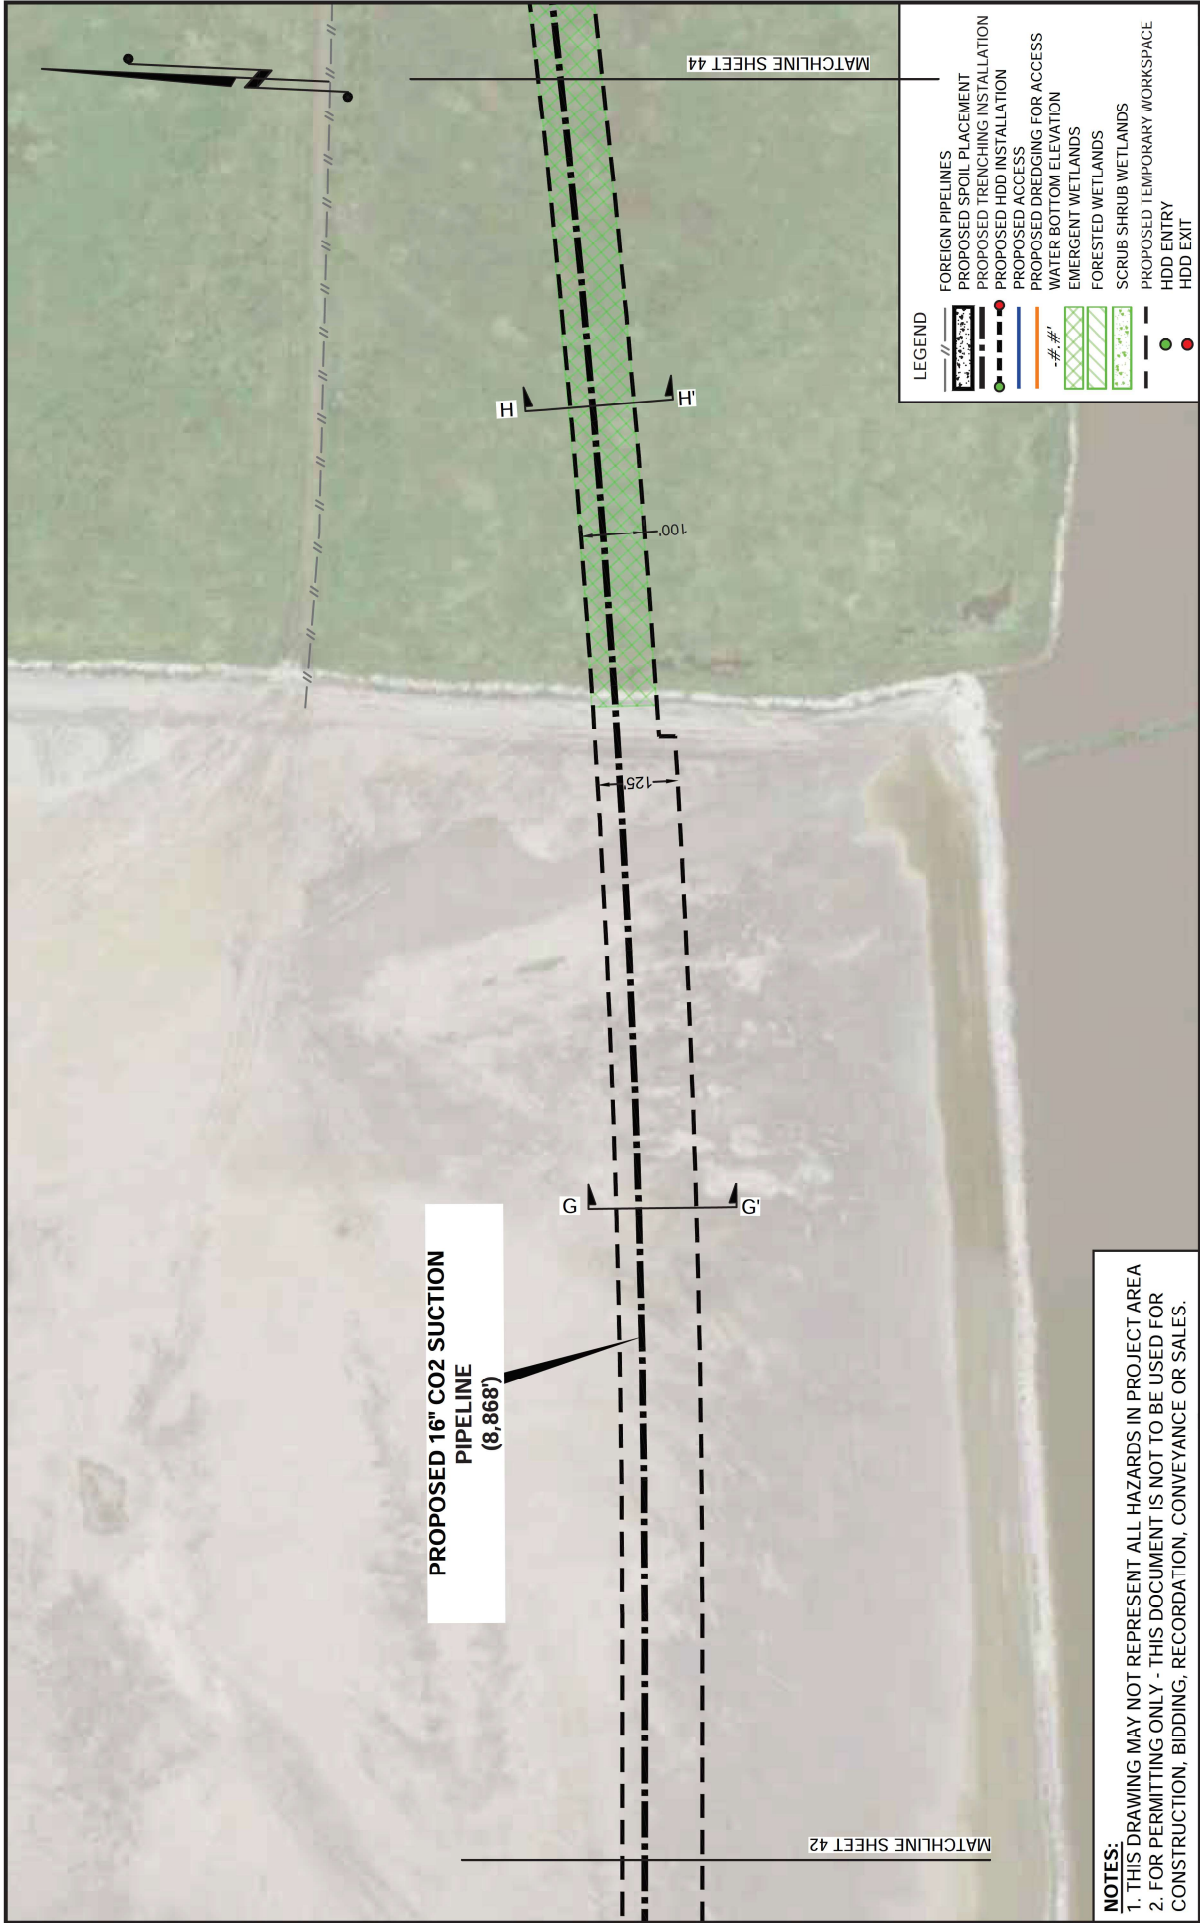 MATCHLINE SHEET 44
H
H'
100'
125'
PROPOSED 16" CO2 SUCTION
PIPELINE
(8,868')
G
G'
MATCHLINE SHEET 42
LEGEND
FOREIGN PIPELINES
PROPOSED SPOIL PLACEMENT
PROPOSED TRENCHING INSTALLATION
PROPOSED HDD INSTALLATION
PROPOSED ACCESS
PROPOSED DREDGING FOR ACCESS
-#.#' WATER BOTTOM ELEVATION
EMERGENT WETLANDS
FORESTED WETLANDS
SCRUB SHRUB WETLANDS
PROPOSED TEMPORARY WORKSPACE
HDD ENTRY
HDD EXIT
NOTES:
1. THIS DRAWING MAY NOT REPRESENT ALL HAZARDS IN PROJECT AREA
2. FOR PERMITTING ONLY - THIS DOCUMENT IS NOT TO BE USED FOR
CONSTRUCTION, BIDDING, RECORDATION, CONVEYANCE OR SALES.